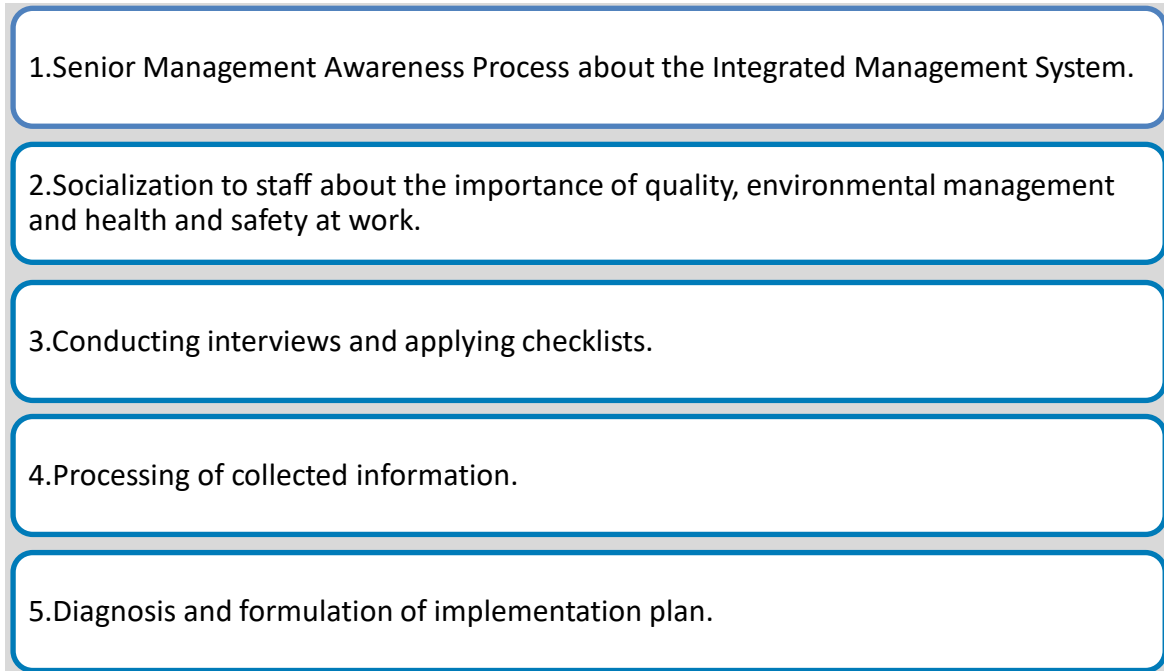 1.Senior Management Awareness Process about the Integrated Management System.
2.Socialization to staff about the importance of quality, environmental management
and health and safety at work.
3.Conducting interviews and applying checklists.
4.Processing of collected information.
5.Diagnosis and formulation of implementation plan.